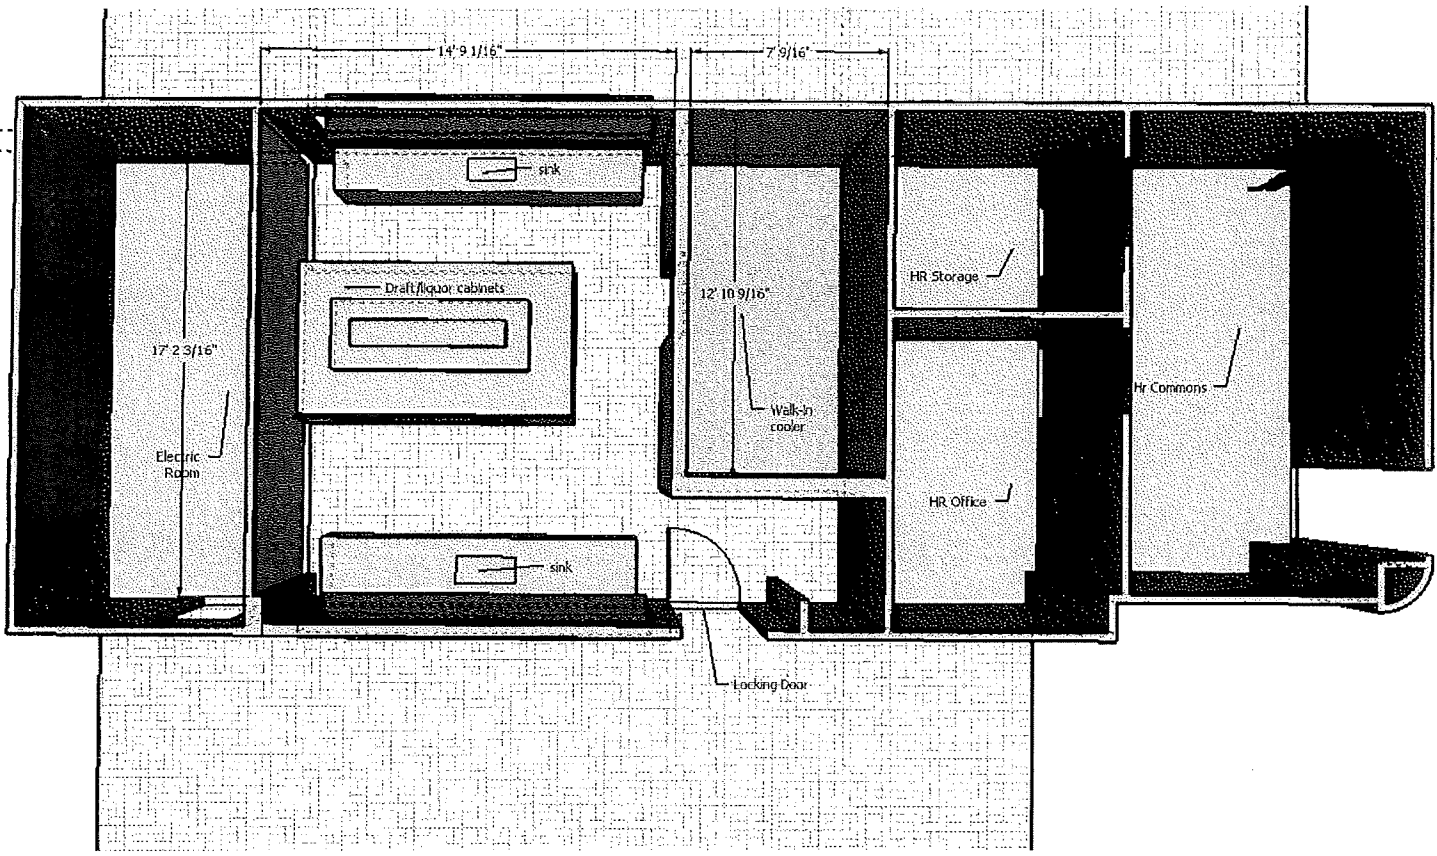 14' 9 1/16"
7' 9/16"
sink
HR Storage
Draft/liquor cabinets
12' 10 9/16"
17' 2 3/16"
Hr Commons
Walk-In
cooler
Electric
Room
HR Office
sink
Locking Door